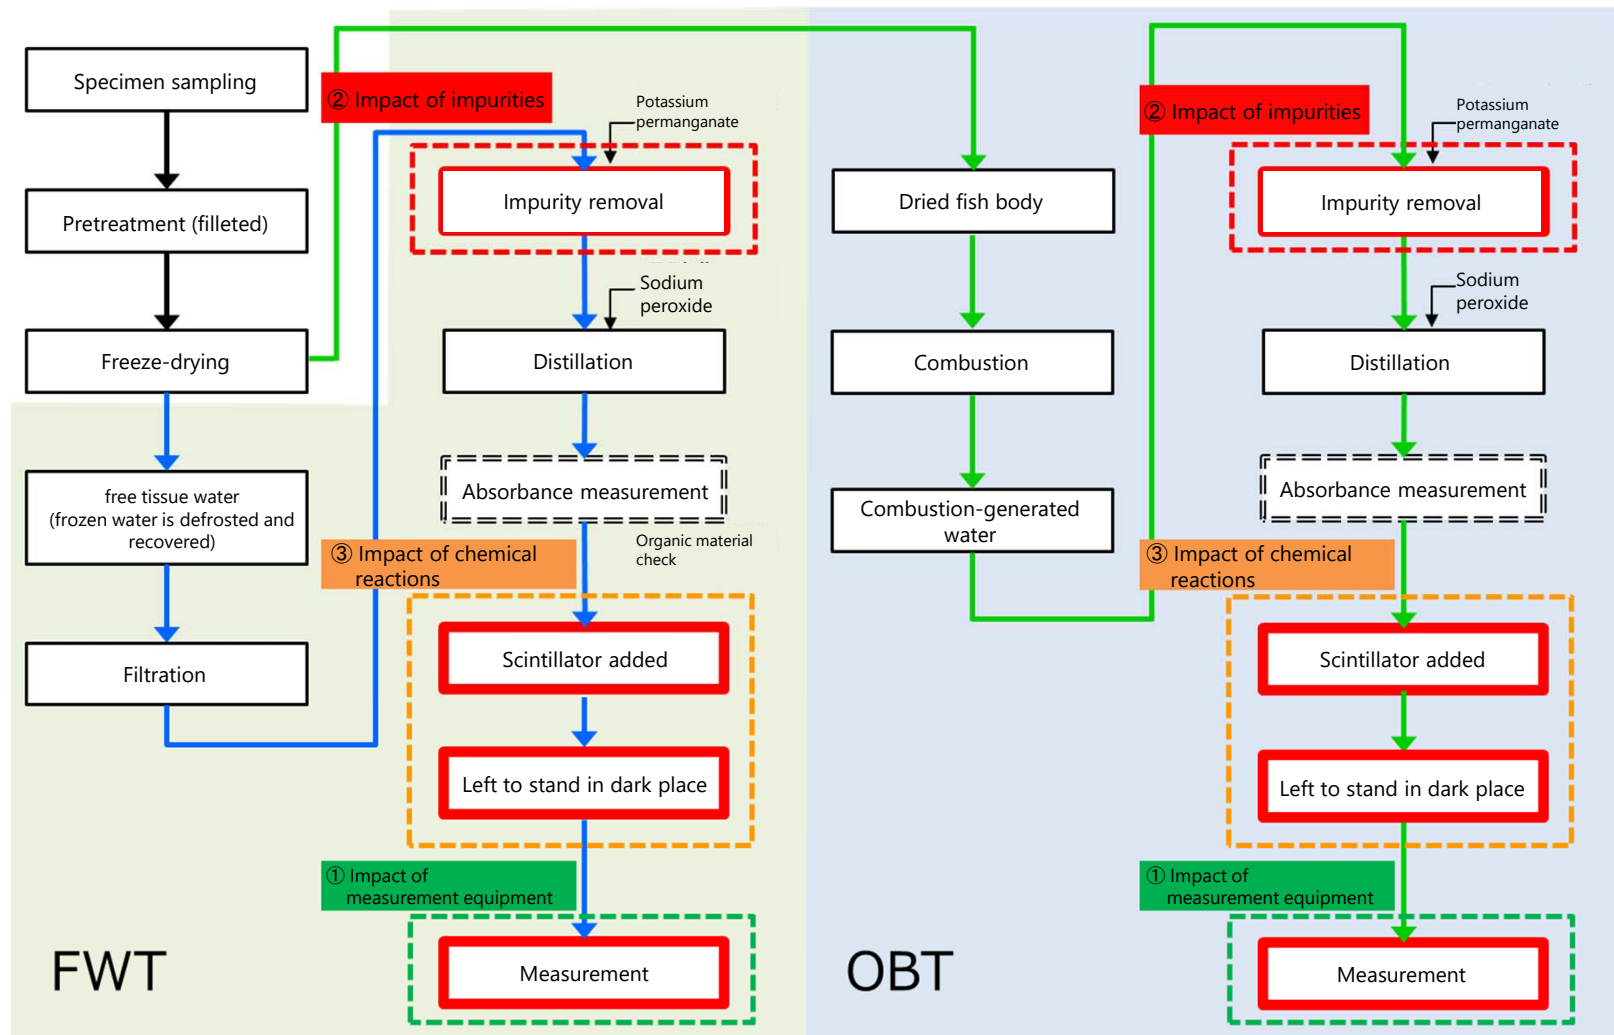 Specimen sampling
Pretreatment (filleted)
Freeze-drying
free tissue water
(frozen water is defrosted and
recovered)
Filtration
FWT
② Impact of impurities
Potassium
permanganate
Impurity removal
Sodium
peroxide
Distillation
Absorbance measurement
Organic material
check
③ Impact of chemical
reactions
Scintillator added
Left to stand in dark place
① Impact of
measurement equipment
Measurement
Dried fish body
Combustion
Combustion-generated
water
OBT
② Impact of impurities
Potassium
permanganate
Impurity removal
Sodium
peroxide
Distillation
Absorbance measurement
③ Impact of chemical
reactions
Scintillator added
Left to stand in dark place
① Impact of
measurement equipment
Measurement